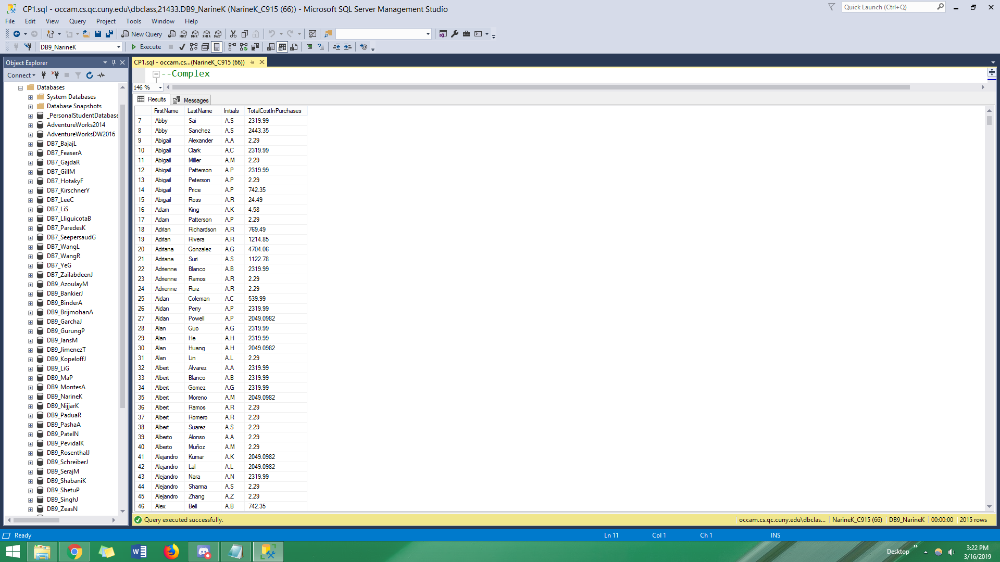 CP1.sql - occam.cs.qc.cuny.edu\dbclass,21433.DB9_NarineK (NarineK_C915 (66)) - Microsoft SQL Server Management Studio
Quick Launch (Ctrl+Q)
File Edit View Query Project Tools Window Help
New Query MDX DMX XMLA DAX
DB9_NarineK Execute
Object Explorer
Connect
Databases
System Databases
Database Snapshots
_PersonalStudentDatabase
AdventureWorks2014
AdventureWorksDW2016
DB7_BajajL
DB7_FeaserA
DB7_GajdaR
DB7_GillM
DB7_HotakyF
DB7_KirschnerY
DB7_LeeC
DB7_LiS
DB7_LliguicotaB
DB7_ParedesK
DB7_SeepersaudG
DB7_WangL
DB7_WangR
DB7_YeG
DB7_ZailabdeenJ
DB9_AzoulayM
DB9_BankierJ
DB9_BinderA
DB9_BrijmohanA
DB9_GarchaJ
DB9_GurungP
DB9_JansM
DB9_JimenezT
DB9_KopeloffJ
DB9_LiG
DB9_MaP
DB9_MontesA
DB9_NarineK
DB9_NijjarK
DB9_PaduaR
DB9_PashaA
DB9_PatelN
DB9_PevidalK
DB9_RosenthalJ
DB9_SchreiberJ
DB9_SerajM
DB9_ShabaniK
DB9_ShetuP
DB9_SinghJ
DB9_ZeasN
CP1.sql - occam.cs...(NarineK_C915 (66))
--Complex
146 %
Results Messages
FirstName LastName Initials TotalCostInPurchases
7 Abby Sai A.S 2319.99
8 Abby Sanchez A.S 2443.35
9 Abigail Alexander A.A 2.29
10 Abigail Clark A.C 2319.99
11 Abigail Miller A.M 2.29
12 Abigail Patterson A.P 2319.99
13 Abigail Peterson A.P 2.29
14 Abigail Price A.P 742.35
15 Abigail Ross A.R 24.49
16 Adam King A.K 4.58
17 Adam Patterson A.P 2.29
18 Adrian Richardson A.R 769.49
19 Adrian Rivera A.R 1214.85
20 Adriana Gonzalez A.G 4704.06
21 Adriana Suri A.S 1122.78
22 Adrienne Blanco A.B 2319.99
23 Adrienne Ramos A.R 2.29
24 Adrienne Ruiz A.R 2.29
25 Aidan Coleman A.C 539.99
26 Aidan Perry A.P 2319.99
27 Aidan Powell A.P 2049.0982
28 Alan Guo A.G 2319.99
29 Alan He A.H 2319.99
30 Alan Huang A.H 2049.0982
31 Alan Lin A.L 2.29
32 Albert Alvarez A.A 2319.99
33 Albert Blanco A.B 2319.99
34 Albert Gomez A.G 2319.99
35 Albert Moreno A.M 2049.0982
36 Albert Ramos A.R 2.29
37 Albert Romero A.R 2.29
38 Albert Suarez A.S 2.29
39 Alberto Alonso A.A 2.29
40 Alberto Muñoz A.M 2.29
41 Alejandro Kumar A.K 2049.0982
42 Alejandro Lal A.L 2049.0982
43 Alejandro Nara A.N 2319.99
44 Alejandro Sharma A.S 2.29
45 Alejandro Zhang A.Z 2.29
46 Alex Bell A.B 742.35
Query executed successfully. occam.cs.qc.cuny.edu\dbclas... NarineK_C915 (66) DB9_NarineK 00:00:00 2015 rows
Ready Ln 11 Col 1 Ch 1 INS
Desktop
3:22 PM
3/16/2019